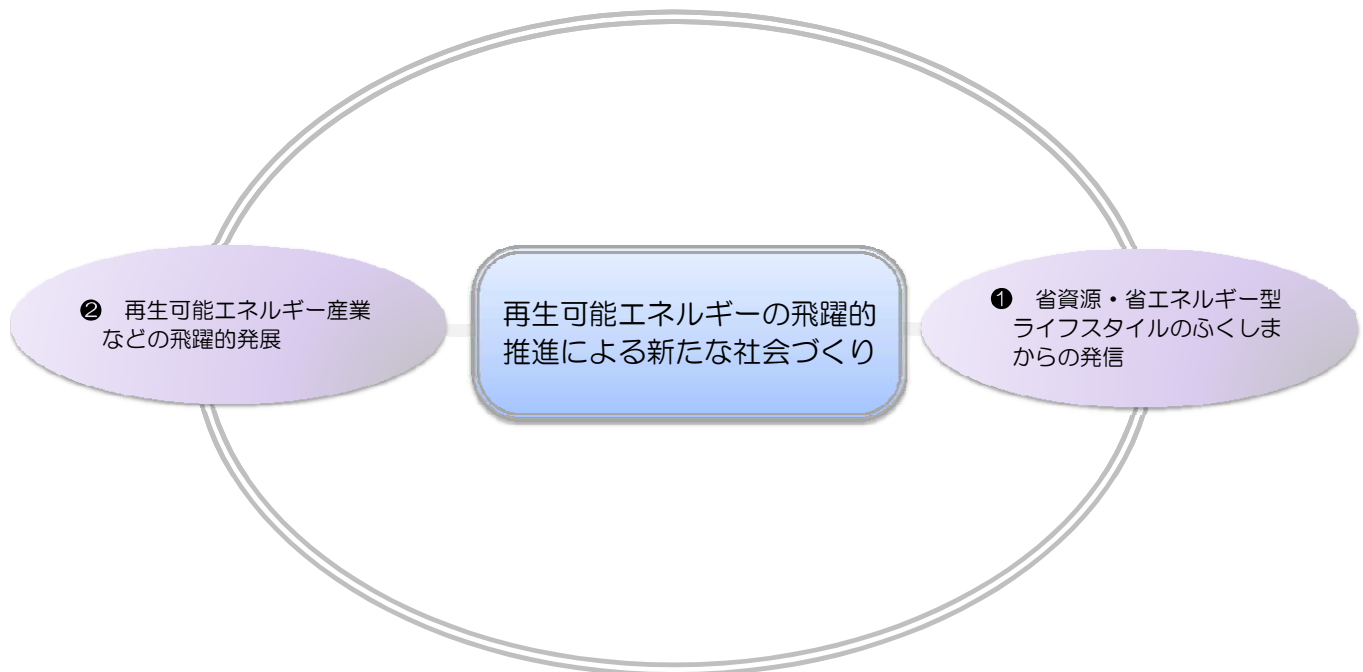 再生可能エネルギーの飛躍的
推進による新たな社会づくり
❶　省資源・省エネルギー型
ライフスタイルのふくしま
からの発信
❷　再生可能エネルギー産業
などの飛躍的発展